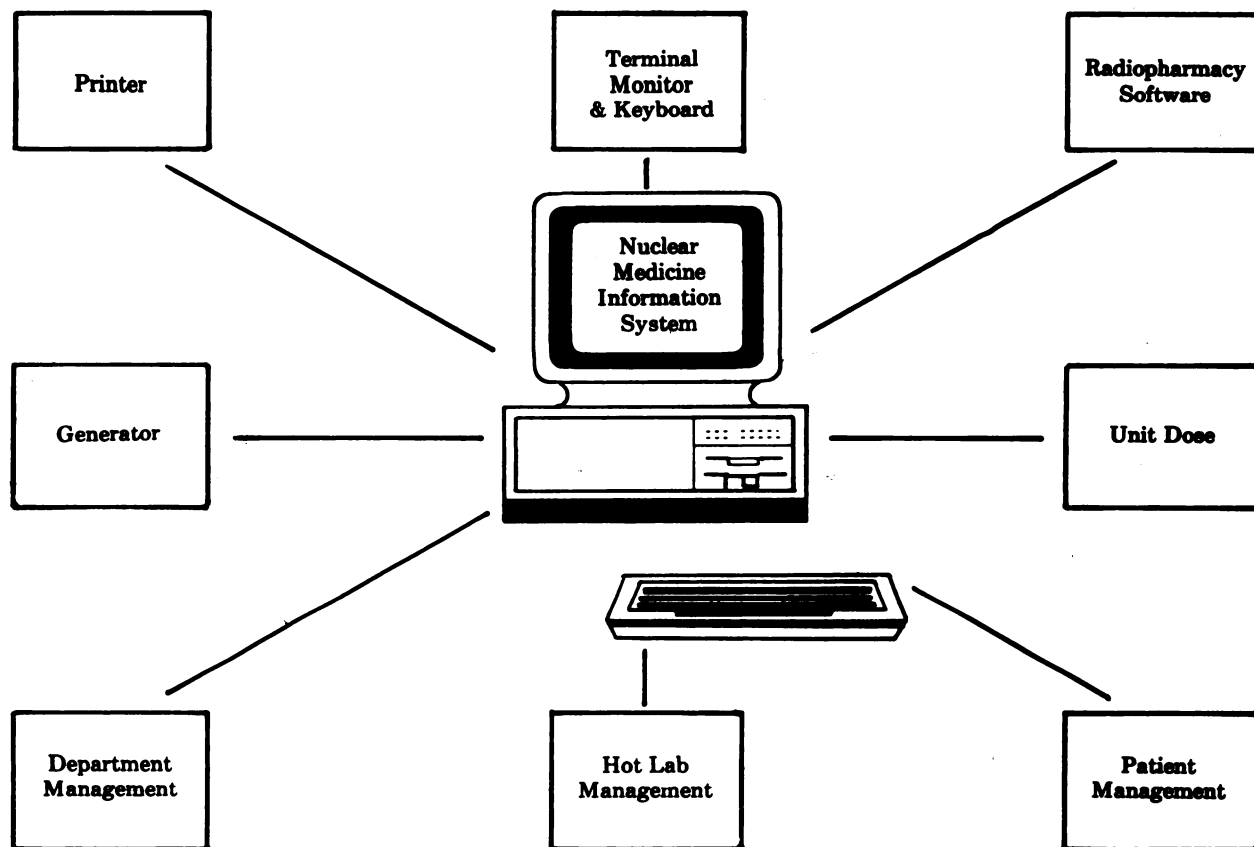 Printer
Terminal
Monitor
& Keyboard
Radiopharmacy
Software
Nuclear
Medicine
Information
System
Generator
Unit Dose
Department
Management
Hot Lab
Management
Patient
Management